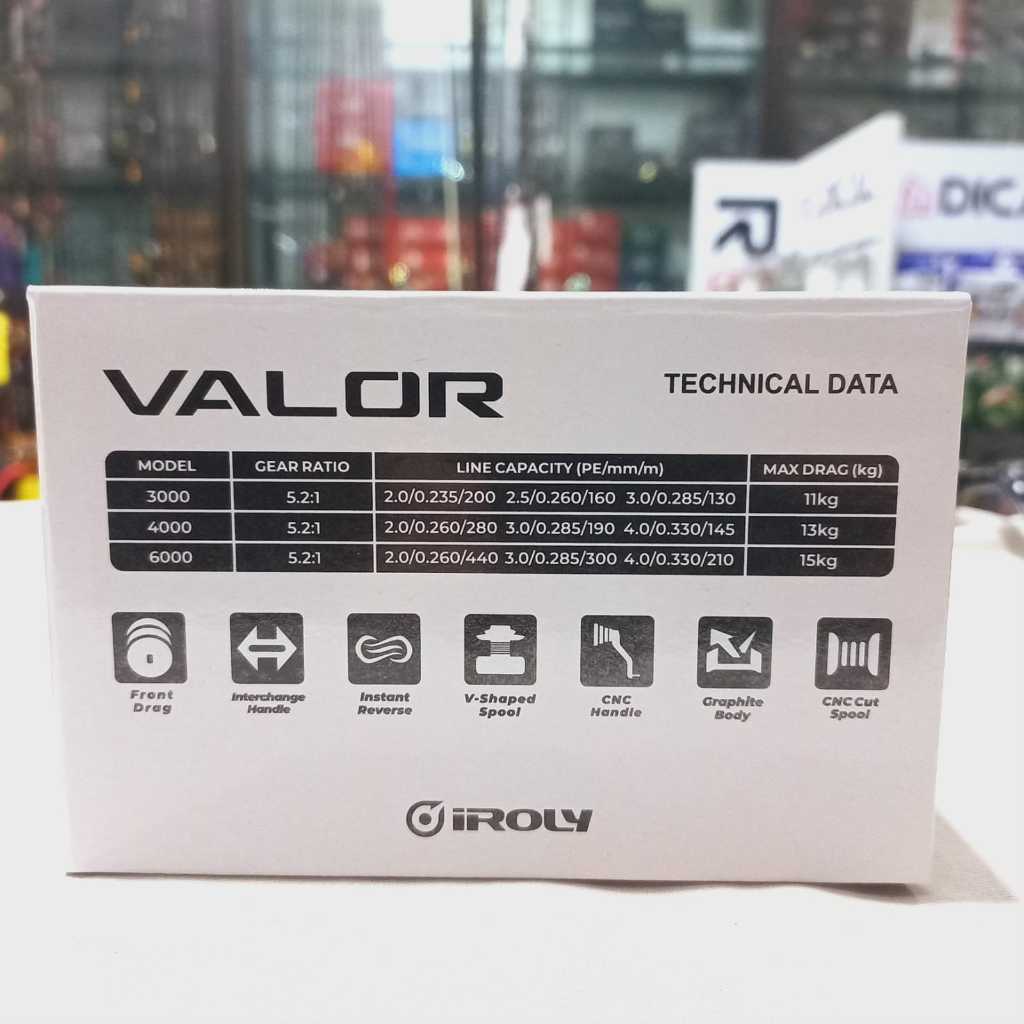 R
DICA
VALOR
TECHNICAL DATA
MODEL GEAR RATIO LINE CAPACITY (PE/mm/m) MAX DRAG (kg)
3000 5.2:1 2.0/0.235/200 2.5/0.260/160 3.0/0.285/130 11kg
4000 5.2:1 2.0/0.260/280 3.0/0.285/190 4.0/0.330/145 13kg
6000 5.2:1 2.0/0.260/440 3.0/0.285/300 4.0/0.330/210 15kg
Front
Drag
Interchange
Handle
Instant
Reverse
V-Shaped
Spool
CNC
Handle
Graphite
Body
CNC Cut
Spool
iROLY